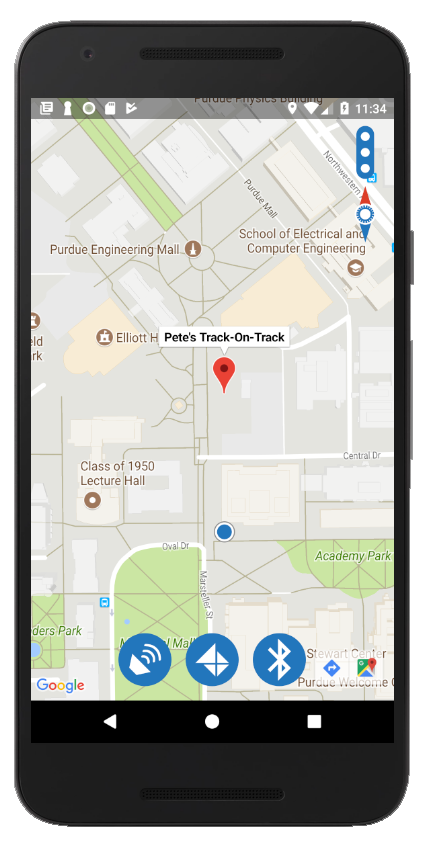 Purdue Physics Building
11:34
Northwestern
Purdue Mall
School of Electrical and
Computer Engineering
Purdue Engineering Mall
eld
rk
Elliott H
Pete's Track-On-Track
Central Dr
Class of 1950
Lecture Hall
Oval Dr
Marsteller St
Academy Park
ders Park
Mall
Stewart Center
Purdue Welcome C
Google